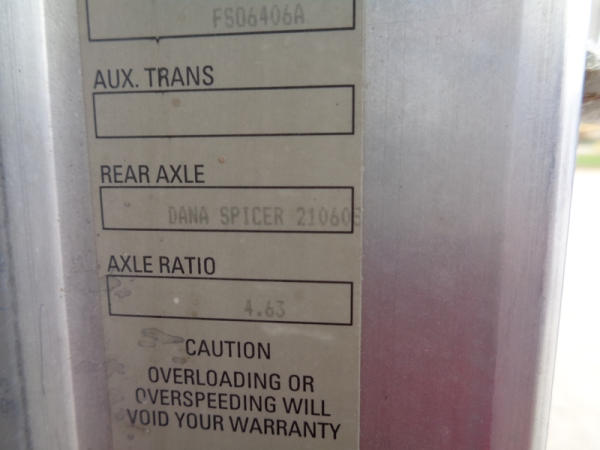 FS06406A
AUX. TRANS
REAR AXLE
DANA SPICER 21060S
AXLE RATIO
4.63
CAUTION
OVERLOADING OR
OVERSPEEDING WILL
VOID YOUR WARRANTY